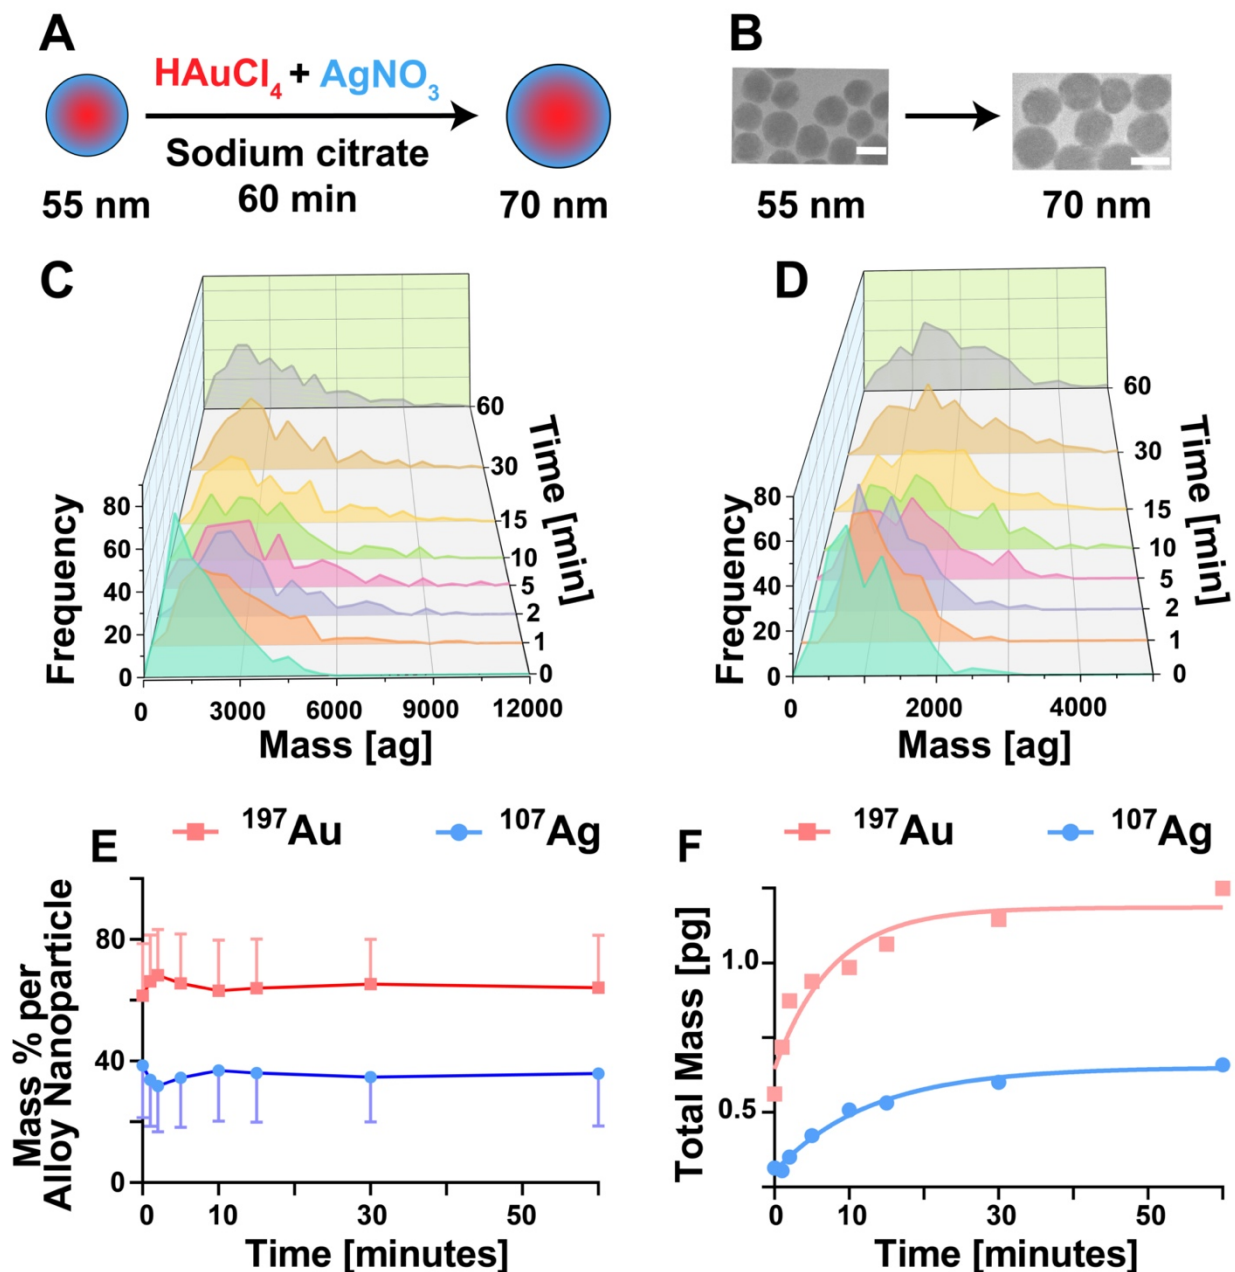 A
HAuCl4 + AgNO3
Sodium citrate
60 min
55 nm
70 nm
B
55 nm
70 nm
C
Frequency
80
60
40
20
0
0
3000
6000
9000
12000
Mass [ag]
60
30
15
10
5
2
1
0
Time [min]
D
Frequency
80
60
40
20
0
0
2000
4000
Mass [ag]
60
30
15
10
5
2
1
0
Time [min]
E
197Au
107Ag
Mass % per
Alloy Nanoparticle
80
40
0
0
10
30
50
Time [minutes]
F
197Au
107Ag
Total Mass [pg]
1.0
0.5
0
10
30
50
Time [minutes]